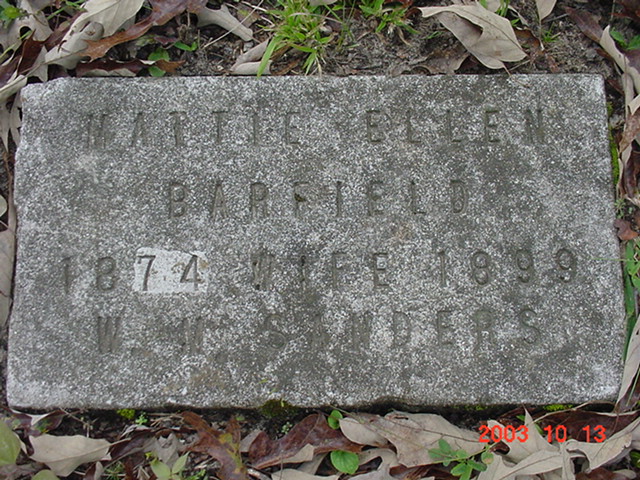 MATTIE ELLEN
BARFIELD
1874 WIFE 1899
W. N. SANDERS
2003 10 13